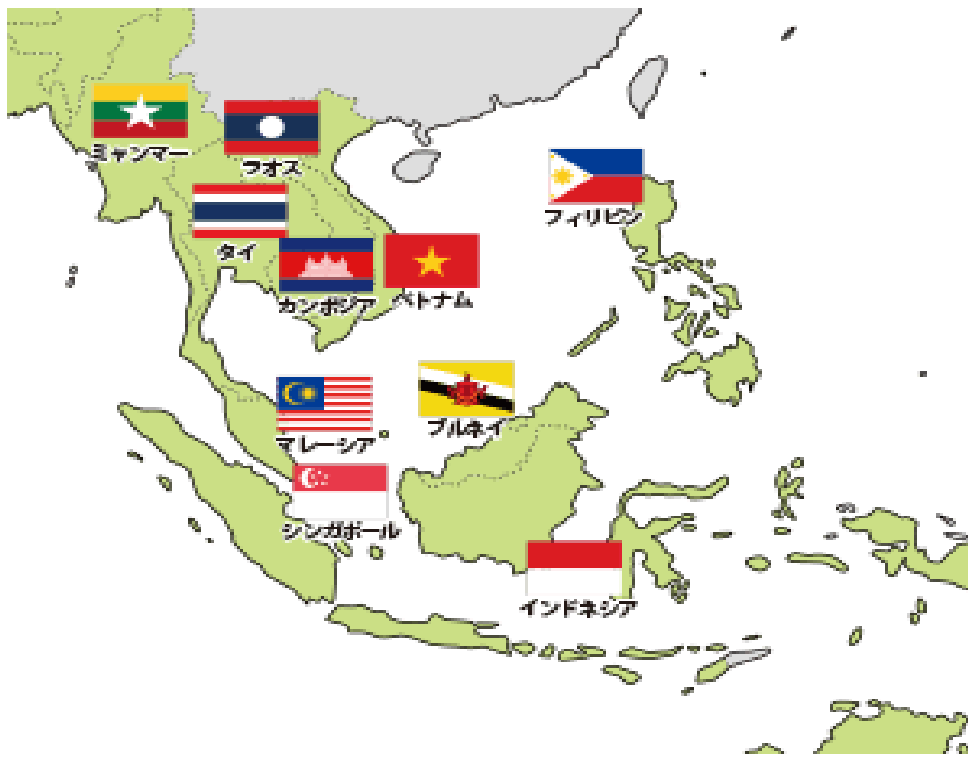 ミャンマー
ラオス
フィリピン
タイ
カンボジア
ベトナム
マレーシア
ブルネイ
シンガポール
インドネシア